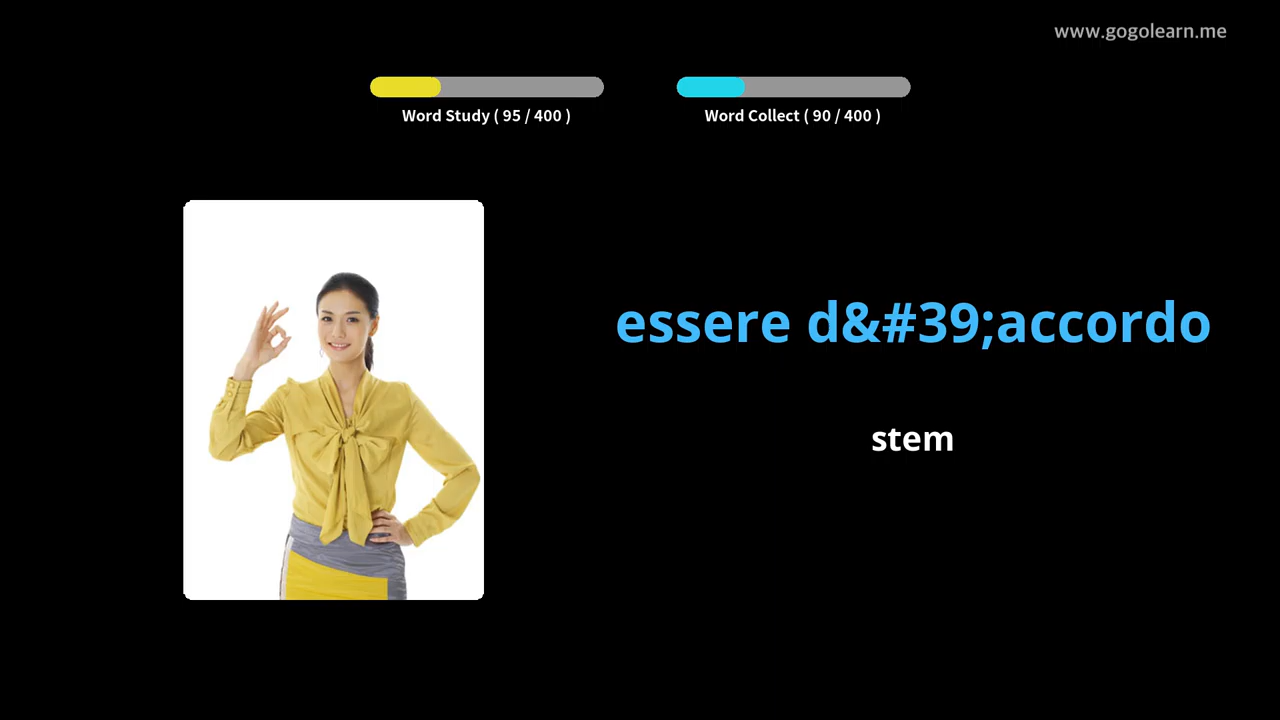 www.gogolearn.me
Word Study ( 95 / 400 )
Word Collect ( 90 / 400 )
essere d&#39;accordo
stem